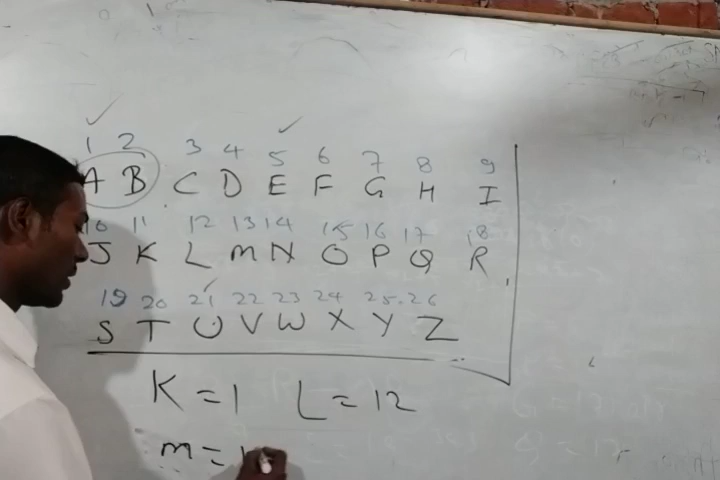 1 2 3 4 5 6 7 8 9
A B C D E F G H I
10 11 12 13 14 15 16 17 18
J K L M N O P Q R
19 20 21 22 23 24 25 26
S T U V W X Y Z
K = 1 L = 12
m = 1